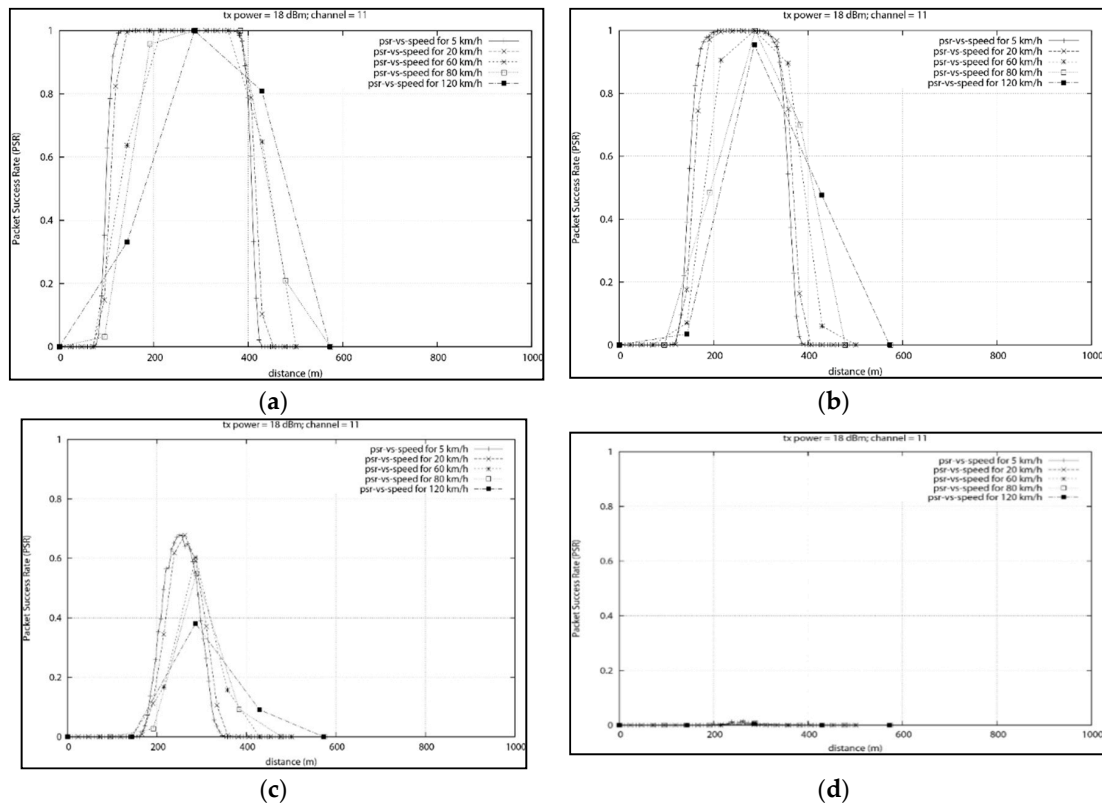 tx power = 18 dBm; channel = 11
1
0.8
0.6
0.4
0.2
0
Packet Success Rate (PSR)
psr-vs-speed for 5 km/h
psr-vs-speed for 20 km/h
psr-vs-speed for 60 km/h
psr-vs-speed for 80 km/h
psr-vs-speed for 120 km/h
0 200 400 600 800 1000
distance (m)
(a)
tx power = 18 dBm; channel = 11
1
0.8
0.6
0.4
0.2
0
Packet Success Rate (PSR)
psr-vs-speed for 5 km/h
psr-vs-speed for 20 km/h
psr-vs-speed for 60 km/h
psr-vs-speed for 80 km/h
psr-vs-speed for 120 km/h
0 200 400 600 800 1000
distance (m)
(b)
tx power = 18 dBm; channel = 11
1
0.8
0.6
0.4
0.2
0
Packet Success Rate (PSR)
psr-vs-speed for 5 km/h
psr-vs-speed for 20 km/h
psr-vs-speed for 60 km/h
psr-vs-speed for 80 km/h
psr-vs-speed for 120 km/h
0 200 400 600 800 1000
distance (m)
(c)
tx power = 18 dBm; channel = 11
1
0.8
0.6
0.4
0.2
0
Packet Success Rate (PSR)
psr-vs-speed for 5 km/h
psr-vs-speed for 20 km/h
psr-vs-speed for 60 km/h
psr-vs-speed for 80 km/h
psr-vs-speed for 120 km/h
0 200 400 600 800 1000
distance (m)
(d)